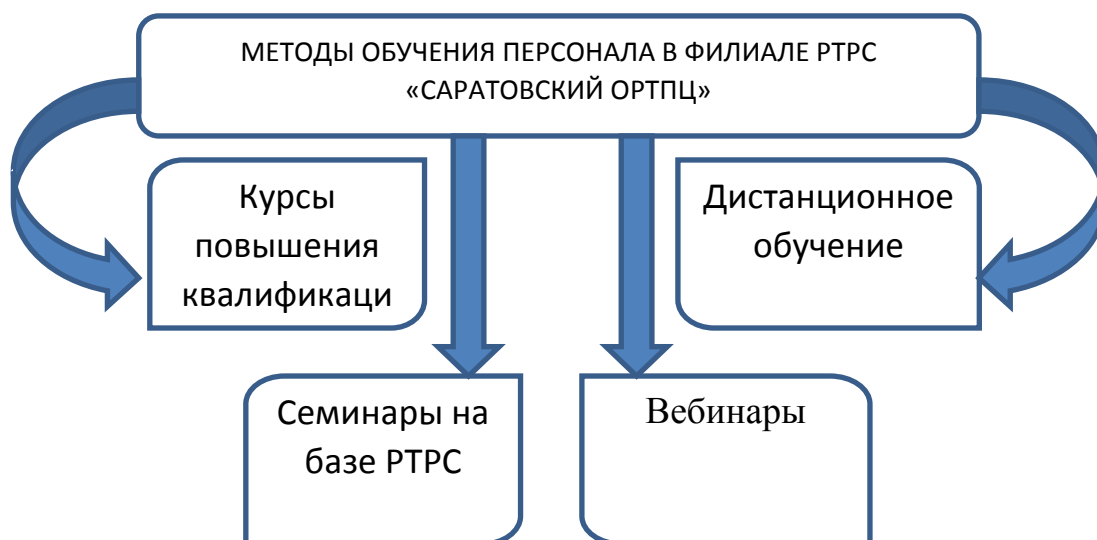 МЕТОДЫ ОБУЧЕНИЯ ПЕРСОНАЛА В ФИЛИАЛЕ РТРС
«САРАТОВСКИЙ ОРТПЦ»
Курсы
повышения
квалификаци
Дистанционное
обучение
Семинары на
базе РТРС
Вебинары